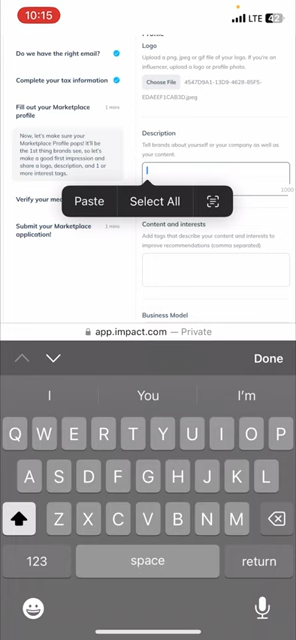 10:15
LTE 42
Do we have the right email?
Complete your tax information
Fill out your Marketplace profile 1 mins
Now, let's make sure your
Marketplace Profile pops! It'll be
the 1st thing brands see, so let's
make a good first impression and
share a logo, description, and 1
or more interest tags.
Verify your
Submit your Marketplace application! 1 mins
Logo
Upload a png, jpeg or gif file of your logo. If you're an
influencer, upload a logo or profile photo.
Choose File 4547D9A1-13D9-4628-B5F5-
EDAEEF1CAB3D.jpeg
Description
Tell brands about yourself or your company as well as
your content.
Paste Select All
1000
Content and interests
Add tags that describe your content and interests to
improve recommendations (comma separated)
Business Model
app.impact.com — Private
Done
I You I'm
Q W E R T Y U I O P
A S D F G H J K L
Z X C V B N M
123 space return